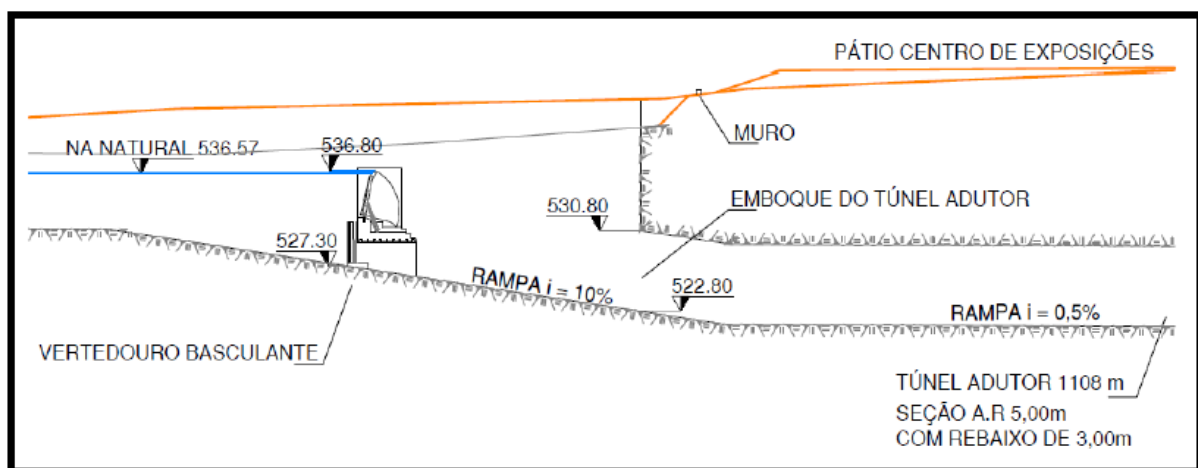 PÁTIO CENTRO DE EXPOSIÇÕES
MURO
NA NATURAL 536.57
536.80
EMBOQUE DO TÚNEL ADUTOR
530.80
527.30
RAMPA i = 10%
522.80
RAMPA i = 0,5%
VERTEDOURO BASCULANTE
TÚNEL ADUTOR 1108 m
SEÇÃO A.R 5,00m
COM REBAIXO DE 3,00m